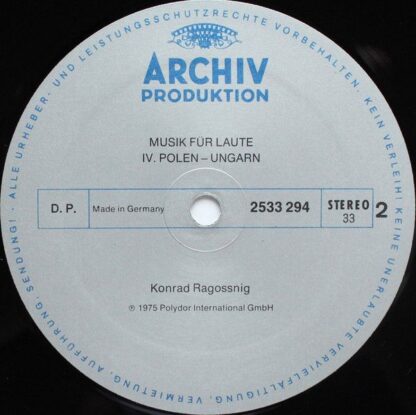 ALLE URHEBER- UND LEISTUNGSSCHUTZRECHTE VORBEHALTEN. KEIN VERLEIH! KEINE UNERLAUBTE VERVIELFÄLTIGUNG, VERMIETUNG, AUFFÜHRUNG, SENDUNG!
ARCHIV
PRODUKTION
MUSIK FÜR LAUTE
IV. POLEN – UNGARN
D. P. Made in Germany 2533 294 STEREO 2
33
Konrad Ragossnig
℗ 1975 Polydor International GmbH